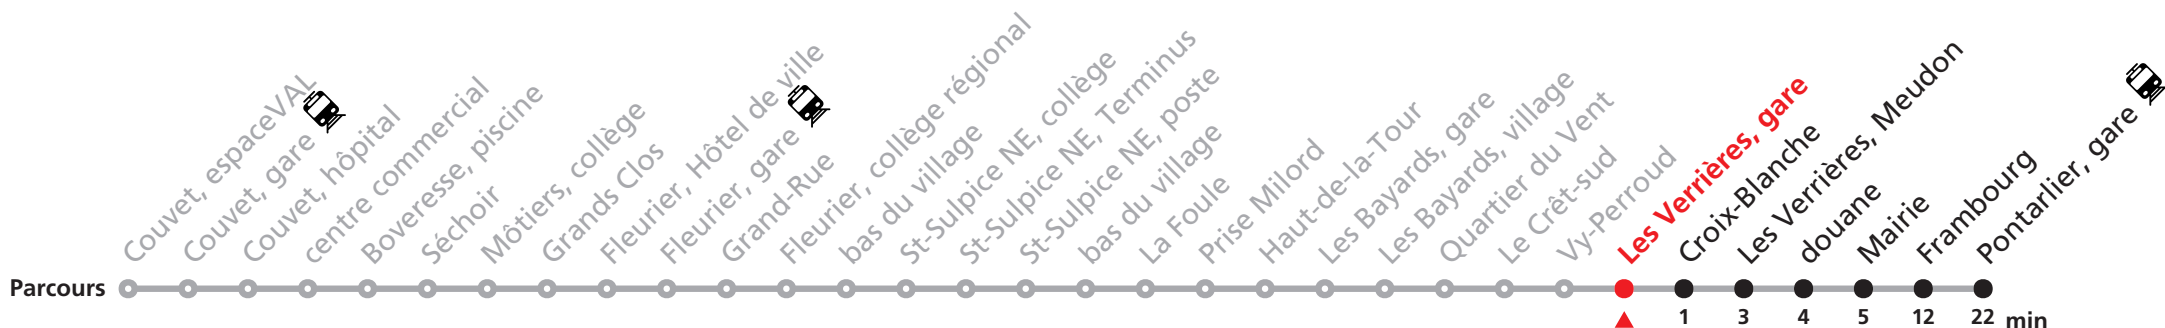 Couvet, espaceVAL
Couvet, gare
Couvet, hôpital
centre commercial
Boveresse, piscine
Séchoir
Môtiers, collège
Grands Clos
Fleurier, Hôtel de ville
Fleurier, gare
Grand-Rue
Fleurier, collège régional
bas du village
St-Sulpice NE, collège
St-Sulpice NE, Terminus
St-Sulpice NE, poste
bas du village
La Foule
Prise Milord
Haut-de-la-Tour
Les Bayards, gare
Les Bayards, village
Quartier du Vent
Le Crêt-sud
Vy-Perroud
Les Verrières, gare
Croix-Blanche
Les Verrières, Meudon
douane
Mairie
Frambourg
Pontarlier, gare
Parcours
1 3 4 5 12 22 min